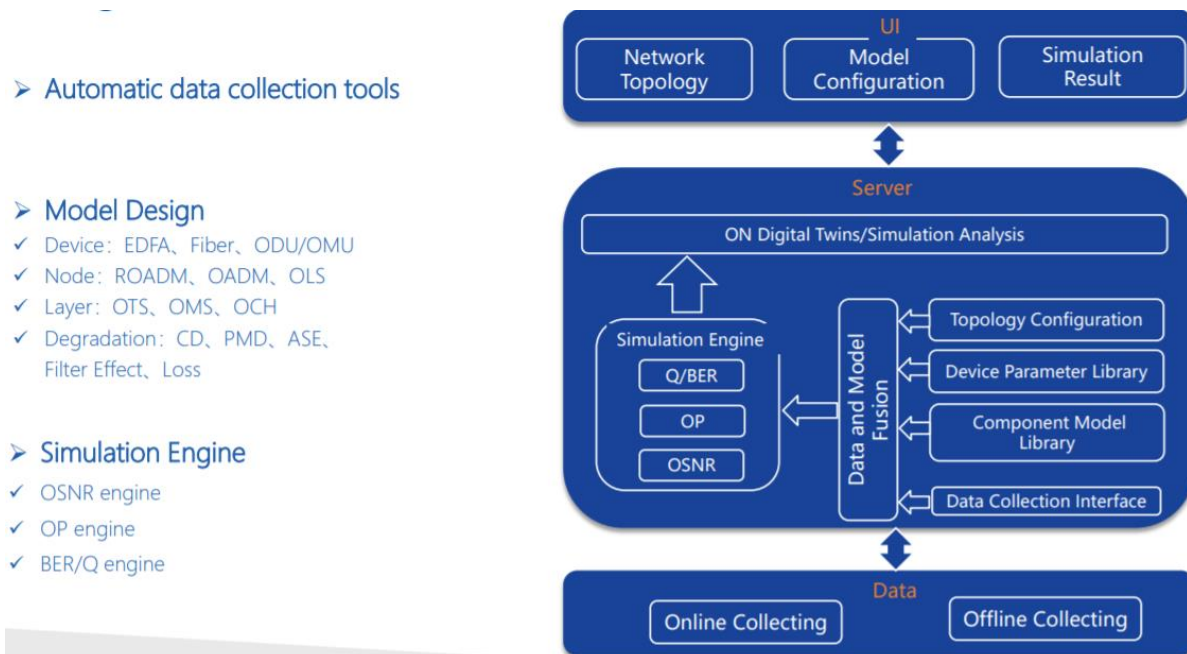 ➢ Automatic data collection tools
➢ Model Design
✓ Device：EDFA、Fiber、ODU/OMU
✓ Node：ROADM、OADM、OLS
✓ Layer：OTS、OMS、OCH
✓ Degradation：CD、PMD、ASE、
Filter Effect、Loss
➢ Simulation Engine
✓ OSNR engine
✓ OP engine
✓ BER/Q engine
UI
Network
Topology
Model
Configuration
Simulation
Result
Server
ON Digital Twins/Simulation Analysis
Simulation Engine
Q/BER
OP
OSNR
Data and Model
Fusion
Topology Configuration
Device Parameter Library
Component Model
Library
Data Collection Interface
Data
Online Collecting
Offline Collecting